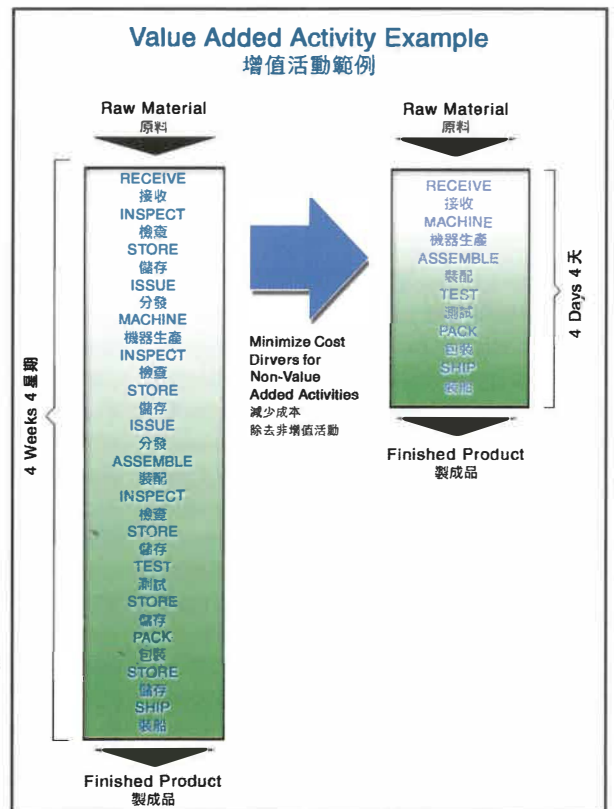 Value Added Activity Example
增值活動範例
Raw Material
原料
4 Weeks 4 星期
RECEIVE
接收
INSPECT
檢查
STORE
儲存
ISSUE
分發
MACHINE
機器生產
INSPECT
檢查
STORE
儲存
ISSUE
分發
ASSEMBLE
裝配
INSPECT
檢查
STORE
儲存
TEST
測試
STORE
儲存
PACK
包裝
STORE
儲存
SHIP
裝船
Finished Product
製成品
Minimize Cost
Dirvers for
Non-Value
Added Activities
減少成本
除去非增值活動
Raw Material
原料
RECEIVE
接收
MACHINE
機器生產
ASSEMBLE
裝配
TEST
測試
PACK
包裝
SHIP
裝船
4 Days 4 天
Finished Product
製成品